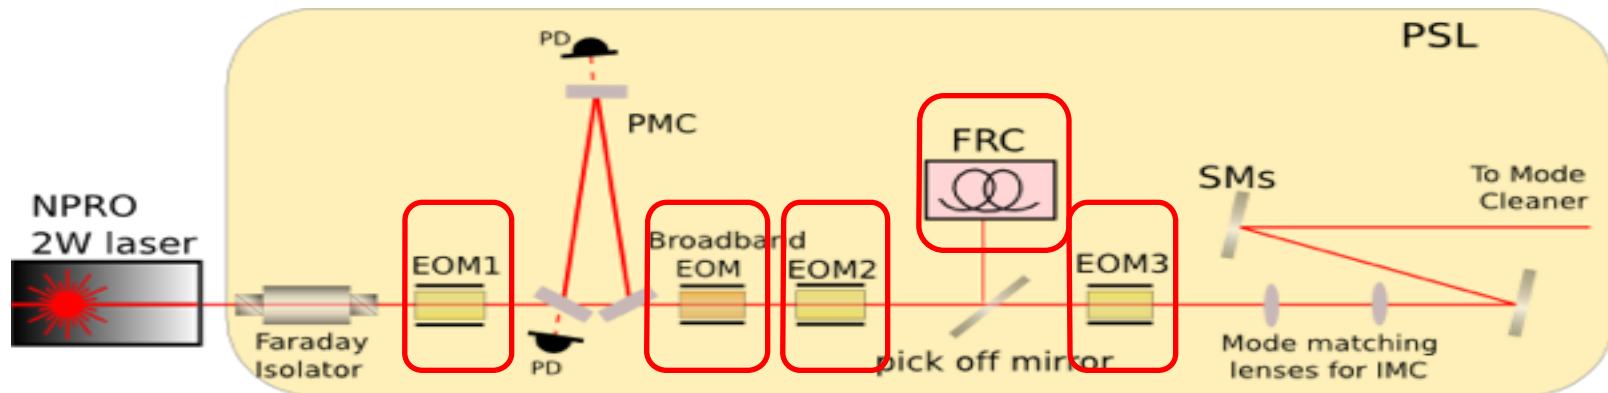 PSL
PD
PMC
FRC
SMs
To Mode
Cleaner
NPRO
2W laser
EOM1
Broadband
EOM
EOM2
EOM3
Faraday
Isolator
PD
pick off mirror
Mode matching
lenses for IMC